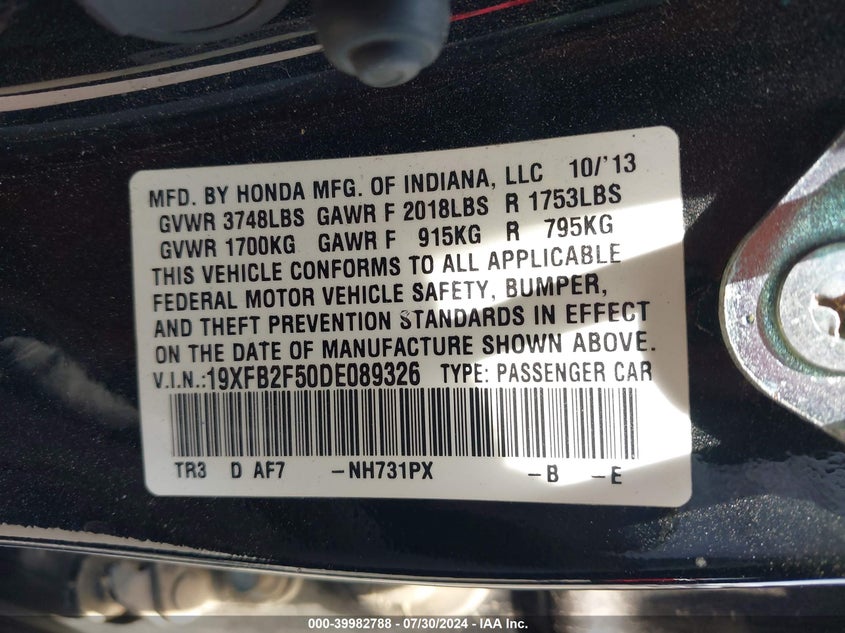 MFD. BY HONDA MFG. OF INDIANA, LLC 10/'13
GVWR 3748LBS GAWR F 2018LBS R 1753LBS
GVWR 1700KG GAWR F 915KG R 795KG
THIS VEHICLE CONFORMS TO ALL APPLICABLE
FEDERAL MOTOR VEHICLE SAFETY, BUMPER,
AND THEFT PREVENTION STANDARDS IN EFFECT
ON THE DATE OF MANUFACTURE SHOWN ABOVE.
V.I.N.:19XFB2F50DE089326 TYPE: PASSENGER CAR
TR3 D AF7 -NH731PX -B -E
000-39982788 - 07/30/2024 - IAA Inc.